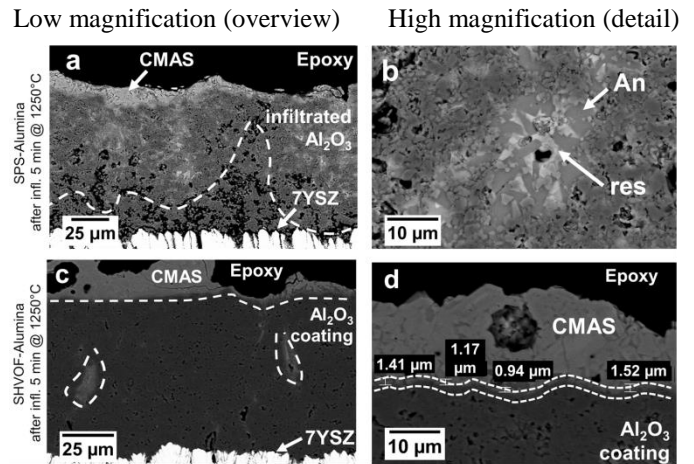 Low magnification (overview)
High magnification (detail)
SPS-Alumina
after infl. 5 min @ 1250°C
a
CMAS
Epoxy
infiltrated
Al₂O₃
7YSZ
25 µm
b
An
res
10 µm
SHVOF-Alumina
after infl. 5 min @ 1250°C
c
CMAS
Epoxy
Al₂O₃
coating
7YSZ
25 µm
d
Epoxy
CMAS
1.41 µm
1.17
µm
0.94 µm
1.52 µm
Al₂O₃
coating
10 µm